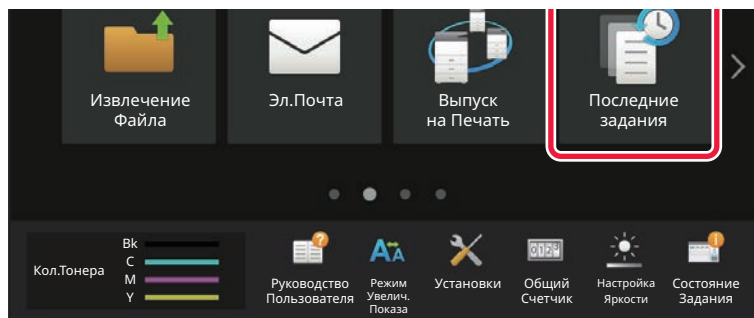 Извлечение
Файла
Эл.Почта
Выпуск
на Печать
Последние
задания
Кол.Тонера
Bk
C
M
Y
Руководство
Пользователя
Режим
Увелич.
Показа
Установки
Общий
Счетчик
Настройка
Яркости
Состояние
Задания